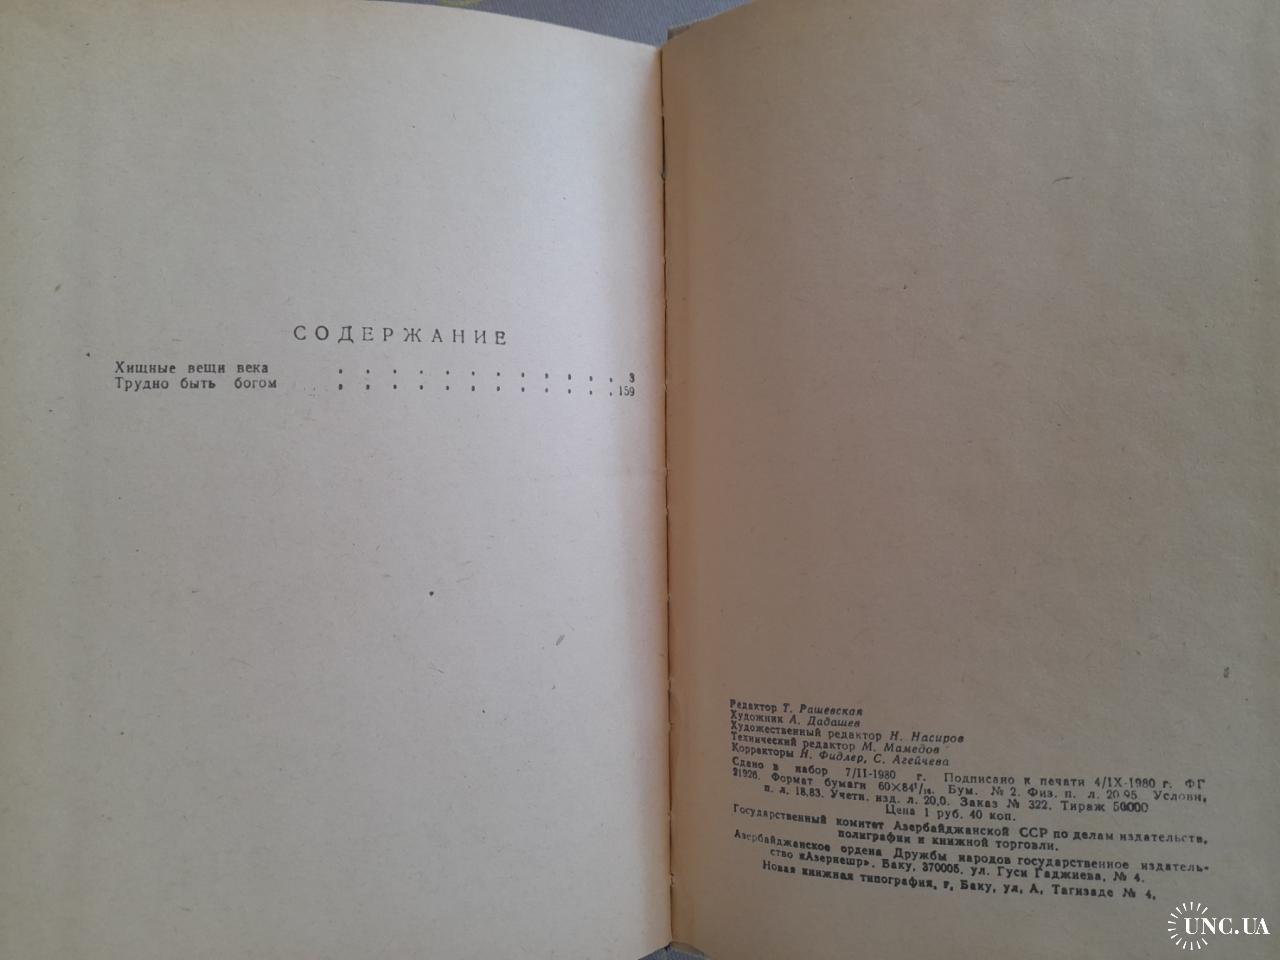 СОДЕРЖАНИЕ
Хищные вещи века . . . . . . . . . . . 3
Трудно быть богом . . . . . . . . . . . 159
Редактор Т. Рашевская
Художник А. Дадашев
Художественный редактор Н. Насиров
Технический редактор М. Мамедов
Корректоры Н. Фидлер, С. Агейчева
Сдано в набор 7/II-1980 г. Подписано к печати 4/IX-1980 г. ФГ
21926. Формат бумаги 60×84¹/₁₆. Бум. № 2. Физ. п. л. 20,25. Условн.
п. л. 18,83. Учетн. изд. л. 20,0. Заказ № 322. Тираж 50000
Цена 1 руб. 40 коп.
Государственный комитет Азербайджанской ССР по делам издательств,
полиграфии и книжной торговли.
Азербайджанское ордена Дружбы народов государственное издатель-
ство «Азернешр». Баку, 370005, ул. Гуси Гаджиева, № 4.
Новая книжная типография, г. Баку, ул. А. Тагизаде № 4.
UNC.UA